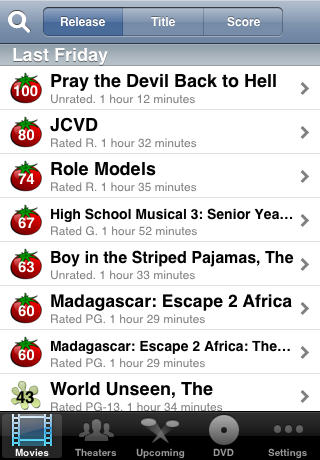 Release Title Score
Last Friday
100 Pray the Devil Back to Hell
Unrated. 1 hour 12 minutes
80 JCVD
Rated R. 1 hour 32 minutes
74 Role Models
Rated R. 1 hour 35 minutes
67 High School Musical 3: Senior Yea...
Rated G. 1 hour 52 minutes
63 Boy in the Striped Pajamas, The
Unrated. 1 hour 33 minutes
60 Madagascar: Escape 2 Africa
Rated PG. 1 hour 29 minutes
60 Madagascar: Escape 2 Africa: The...
Rated PG. 1 hour 29 minutes
43 World Unseen, The
Rated PG-13. 1 hour 34 minutes
Movies Theaters Upcoming DVD Settings